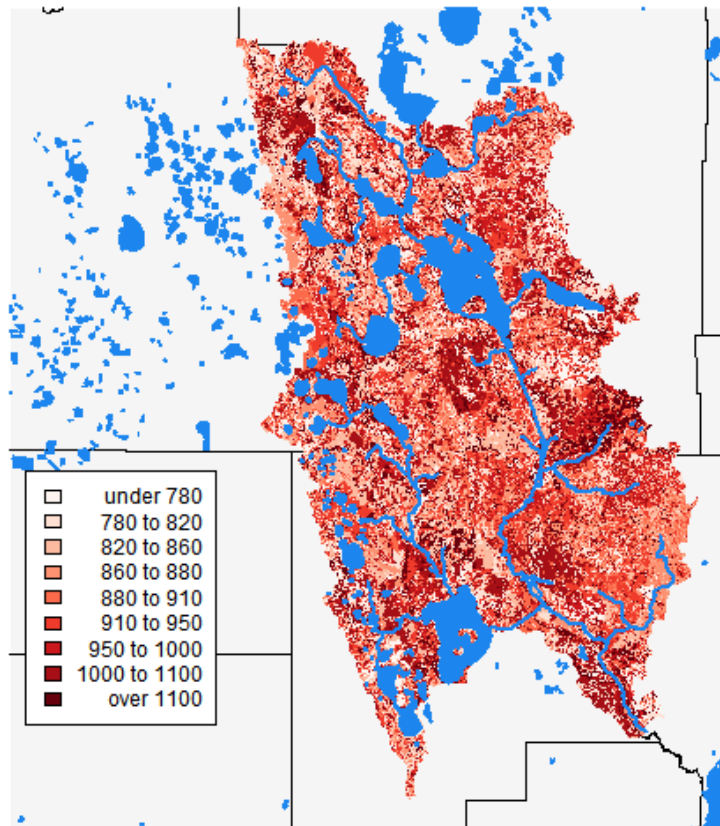 under 780
780 to 820
820 to 860
860 to 880
880 to 910
910 to 950
950 to 1000
1000 to 1100
over 1100